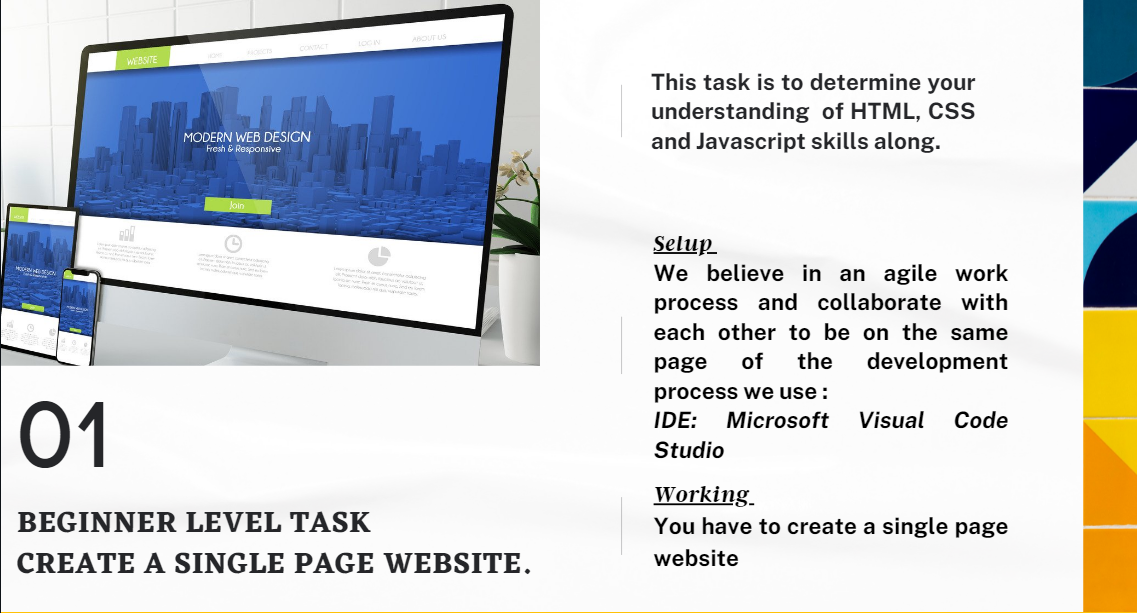 WEBSITE
HOME PROJECTS CONTACT LOG IN ABOUT US
MODERN WEB DESIGN
Fresh & Responsive
Join
MODERN WEB DESIGN
01
BEGINNER LEVEL TASK
CREATE A SINGLE PAGE WEBSITE.
This task is to determine your
understanding of HTML, CSS
and Javascript skills along.
Setup
We believe in an agile work
process and collaborate with
each other to be on the same
page of the development
process we use :
IDE: Microsoft Visual Code
Studio
Working
You have to create a single page
website